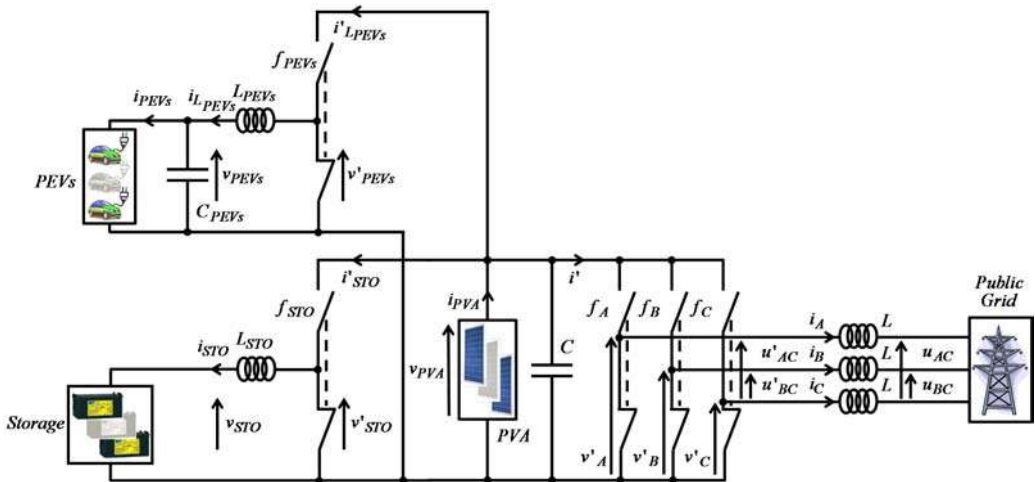 i'LPEVs
fPEVs
iPEVs
iLPEVs
LPEVs
PEVs
vPEVs
v'PEVs
CPEVs
i'STO
i'
fSTO
iPVA
fA
fB
fC
Public
Grid
iSTO
LSTO
vPVA
C
iA
L
u'AC
iB
L
uAC
u'BC
iC
L
uBC
Storage
vSTO
v'STO
PVA
v'A
v'B
v'C